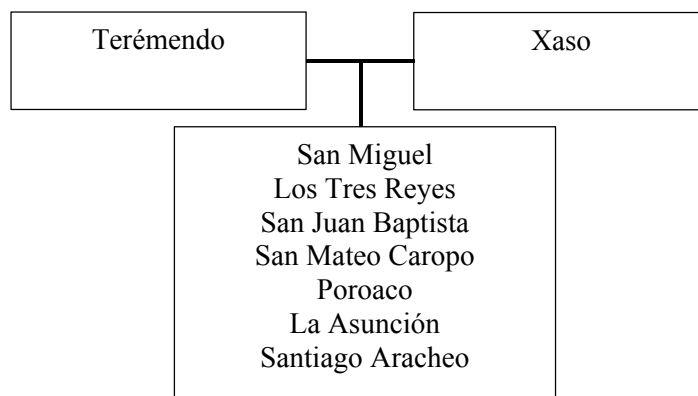 Terémendo
Xaso
San Miguel
Los Tres Reyes
San Juan Baptista
San Mateo Caropo
Poroaco
La Asunción
Santiago Aracheo